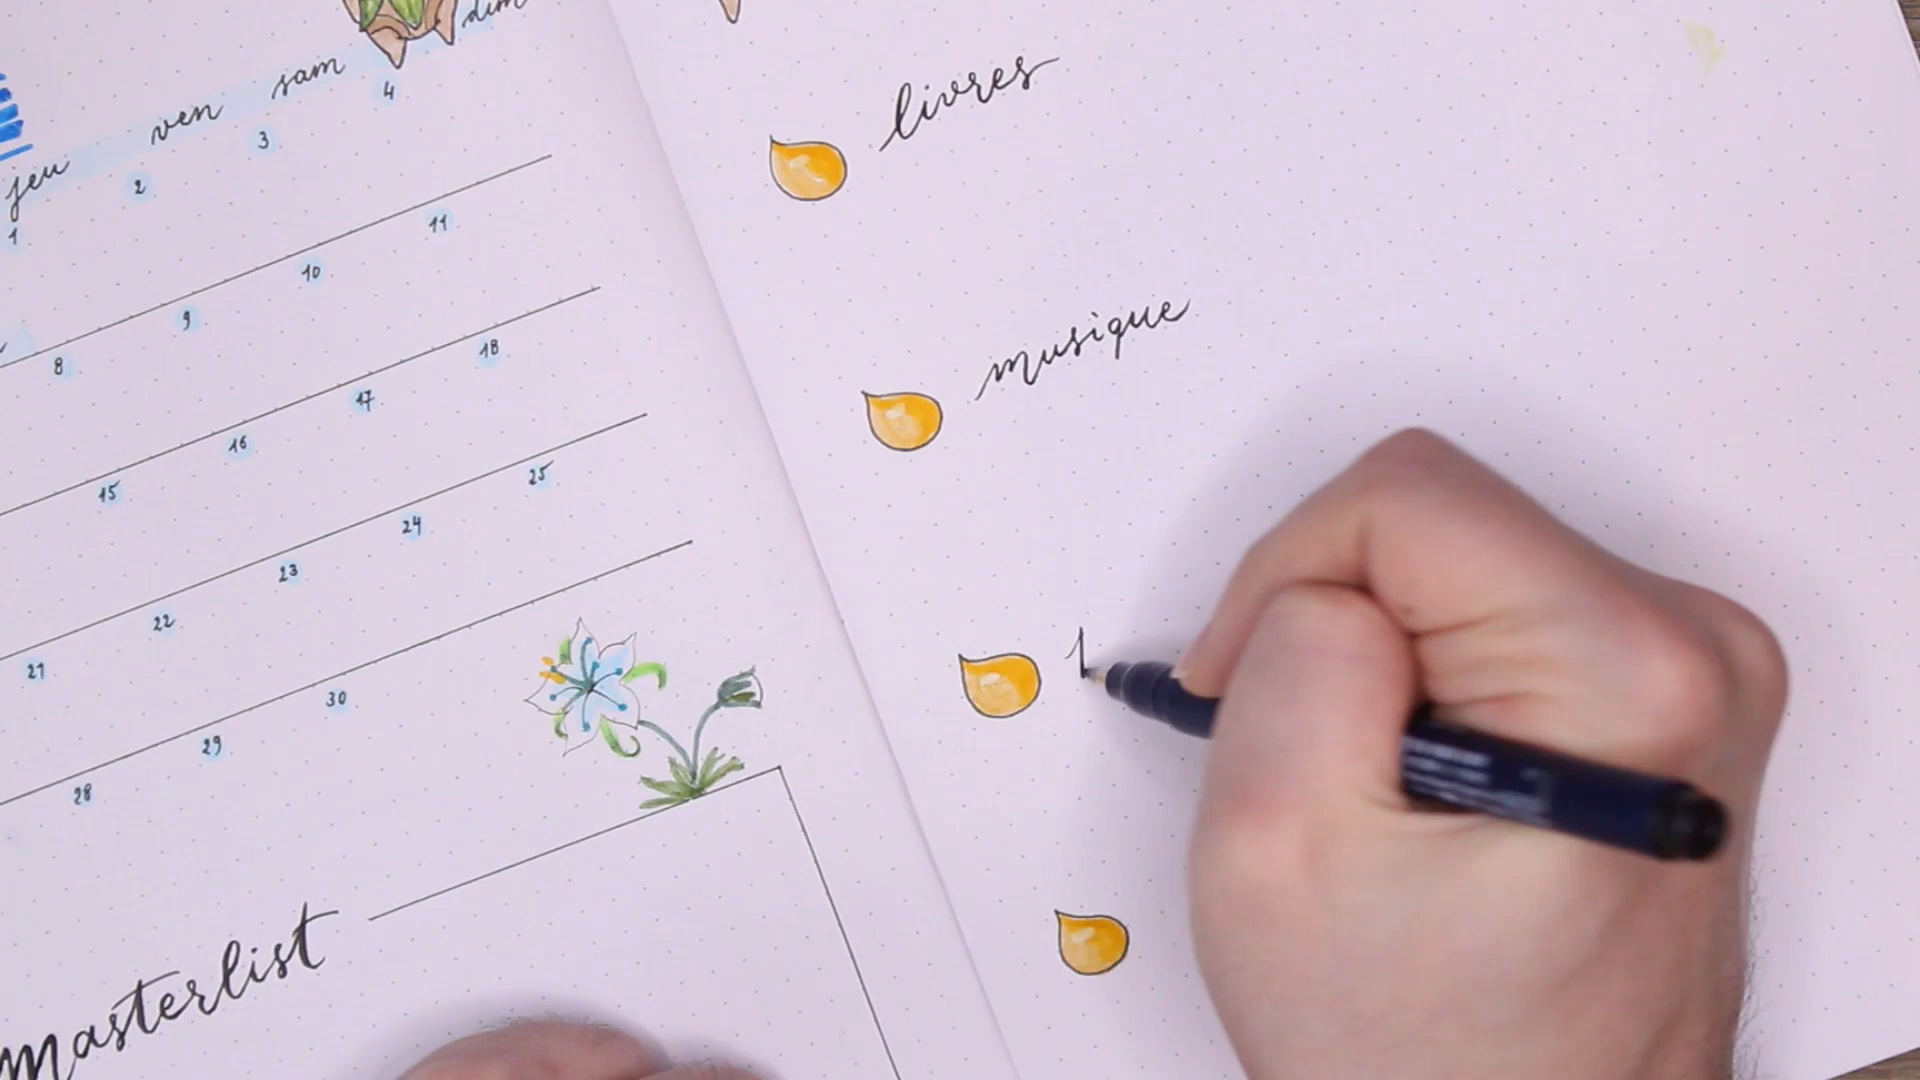 jeu ven sam dim
1 2 3 4
8 9 10 11
15 16 17 18
21 22 23 24 25
28 29 30
masterlist
livres
musique